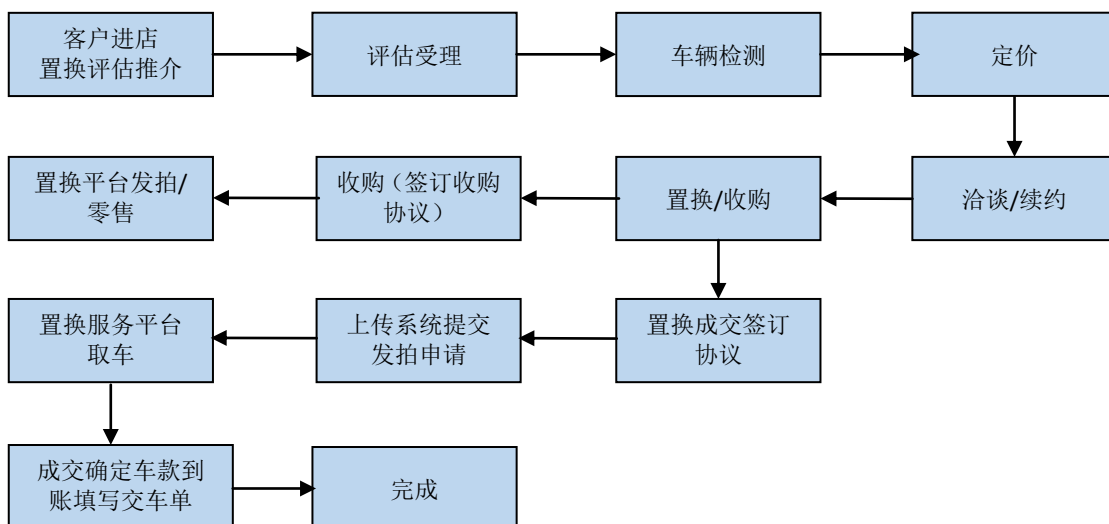 客户进店
置换评估推介
评估受理
车辆检测
定价
置换平台发拍/
零售
收购（签订收购
协议）
置换/收购
洽谈/续约
置换服务平台
取车
上传系统提交
发拍申请
置换成交签订
协议
成交确定车款到
账填写交车单
完成